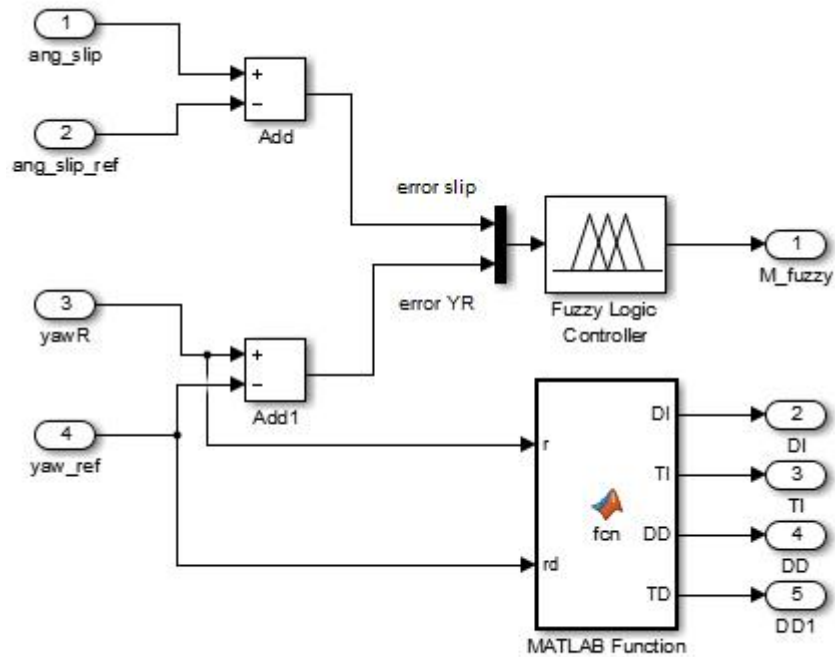 1
ang_slip
+
−
Add
2
ang_slip_ref
error slip
Fuzzy Logic
Controller
1
M_fuzzy
3
yawR
error YR
+
−
Add1
4
yaw_ref
r
rd
fcn
DI
TI
DD
TD
MATLAB Function
2
DI
3
TI
4
DD
5
DD1